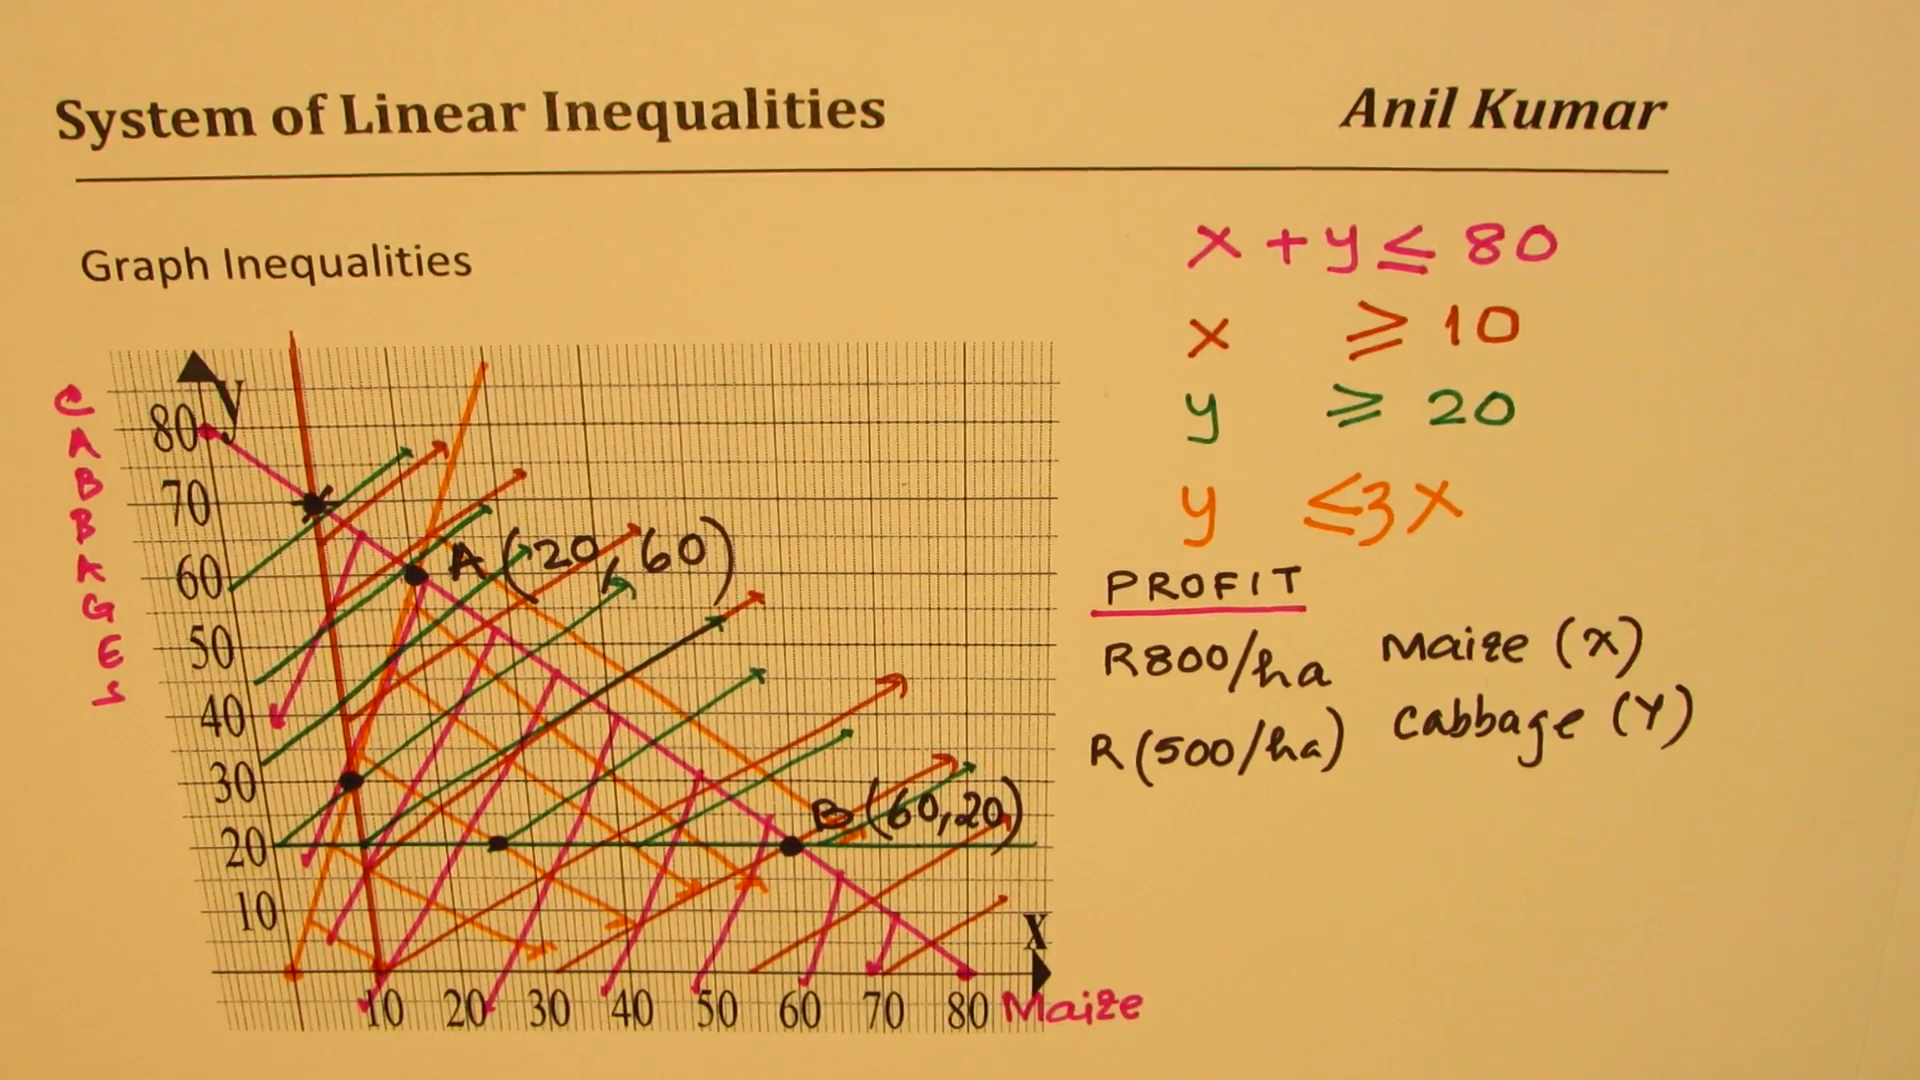 System of Linear Inequalities
Anil Kumar
Graph Inequalities
x + y ≤ 80
x ≥ 10
y ≥ 20
y ≤ 3x
PROFIT
R800/ha Maize (x)
R(500/ha) Cabbage (Y)
CABBAGES
y
80
70
60
50
40
30
20
10
A (20, 60)
B (60,20)
x
10 20 30 40 50 60 70 80 Maize